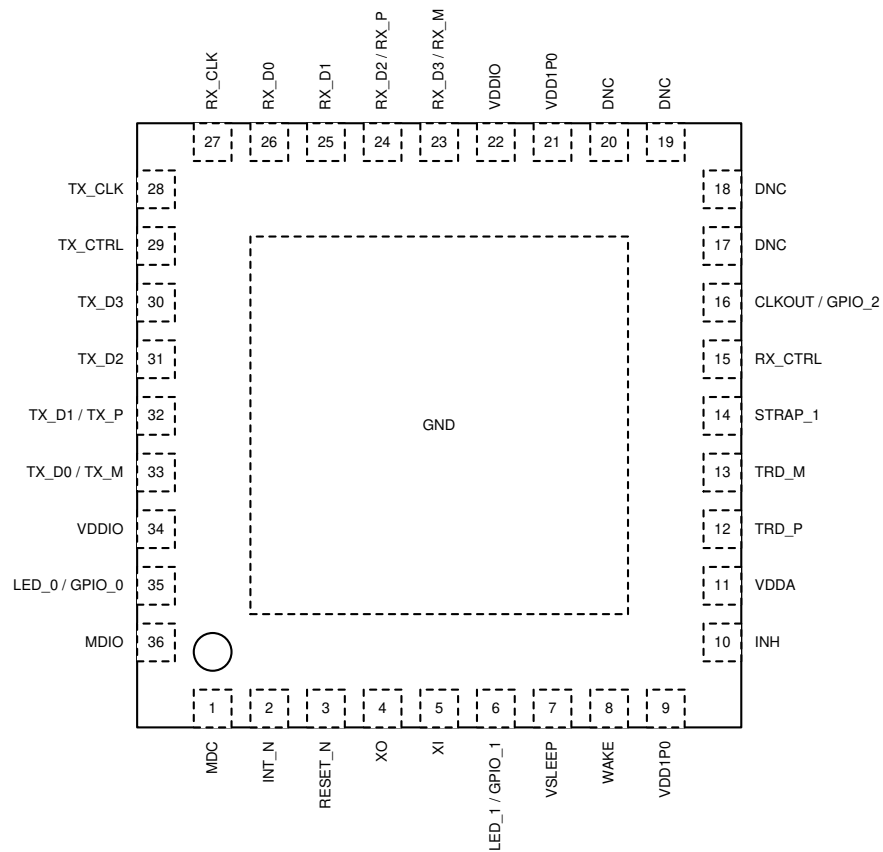 RX_CLK
RX_D0
RX_D1
RX_D2 / RX_P
RX_D3 / RX_M
VDDIO
VDD1P0
DNC
DNC
27
26
25
24
23
22
21
20
19
TX_CLK
28
18
DNC
TX_CTRL
29
17
DNC
TX_D3
30
16
CLKOUT / GPIO_2
TX_D2
31
15
RX_CTRL
TX_D1 / TX_P
32
GND
14
STRAP_1
TX_D0 / TX_M
33
13
TRD_M
VDDIO
34
12
TRD_P
LED_0 / GPIO_0
35
11
VDDA
MDIO
36
10
INH
1
2
3
4
5
6
7
8
9
MDC
INT_N
RESET_N
XO
XI
LED_1 / GPIO_1
VSLEEP
WAKE
VDD1P0